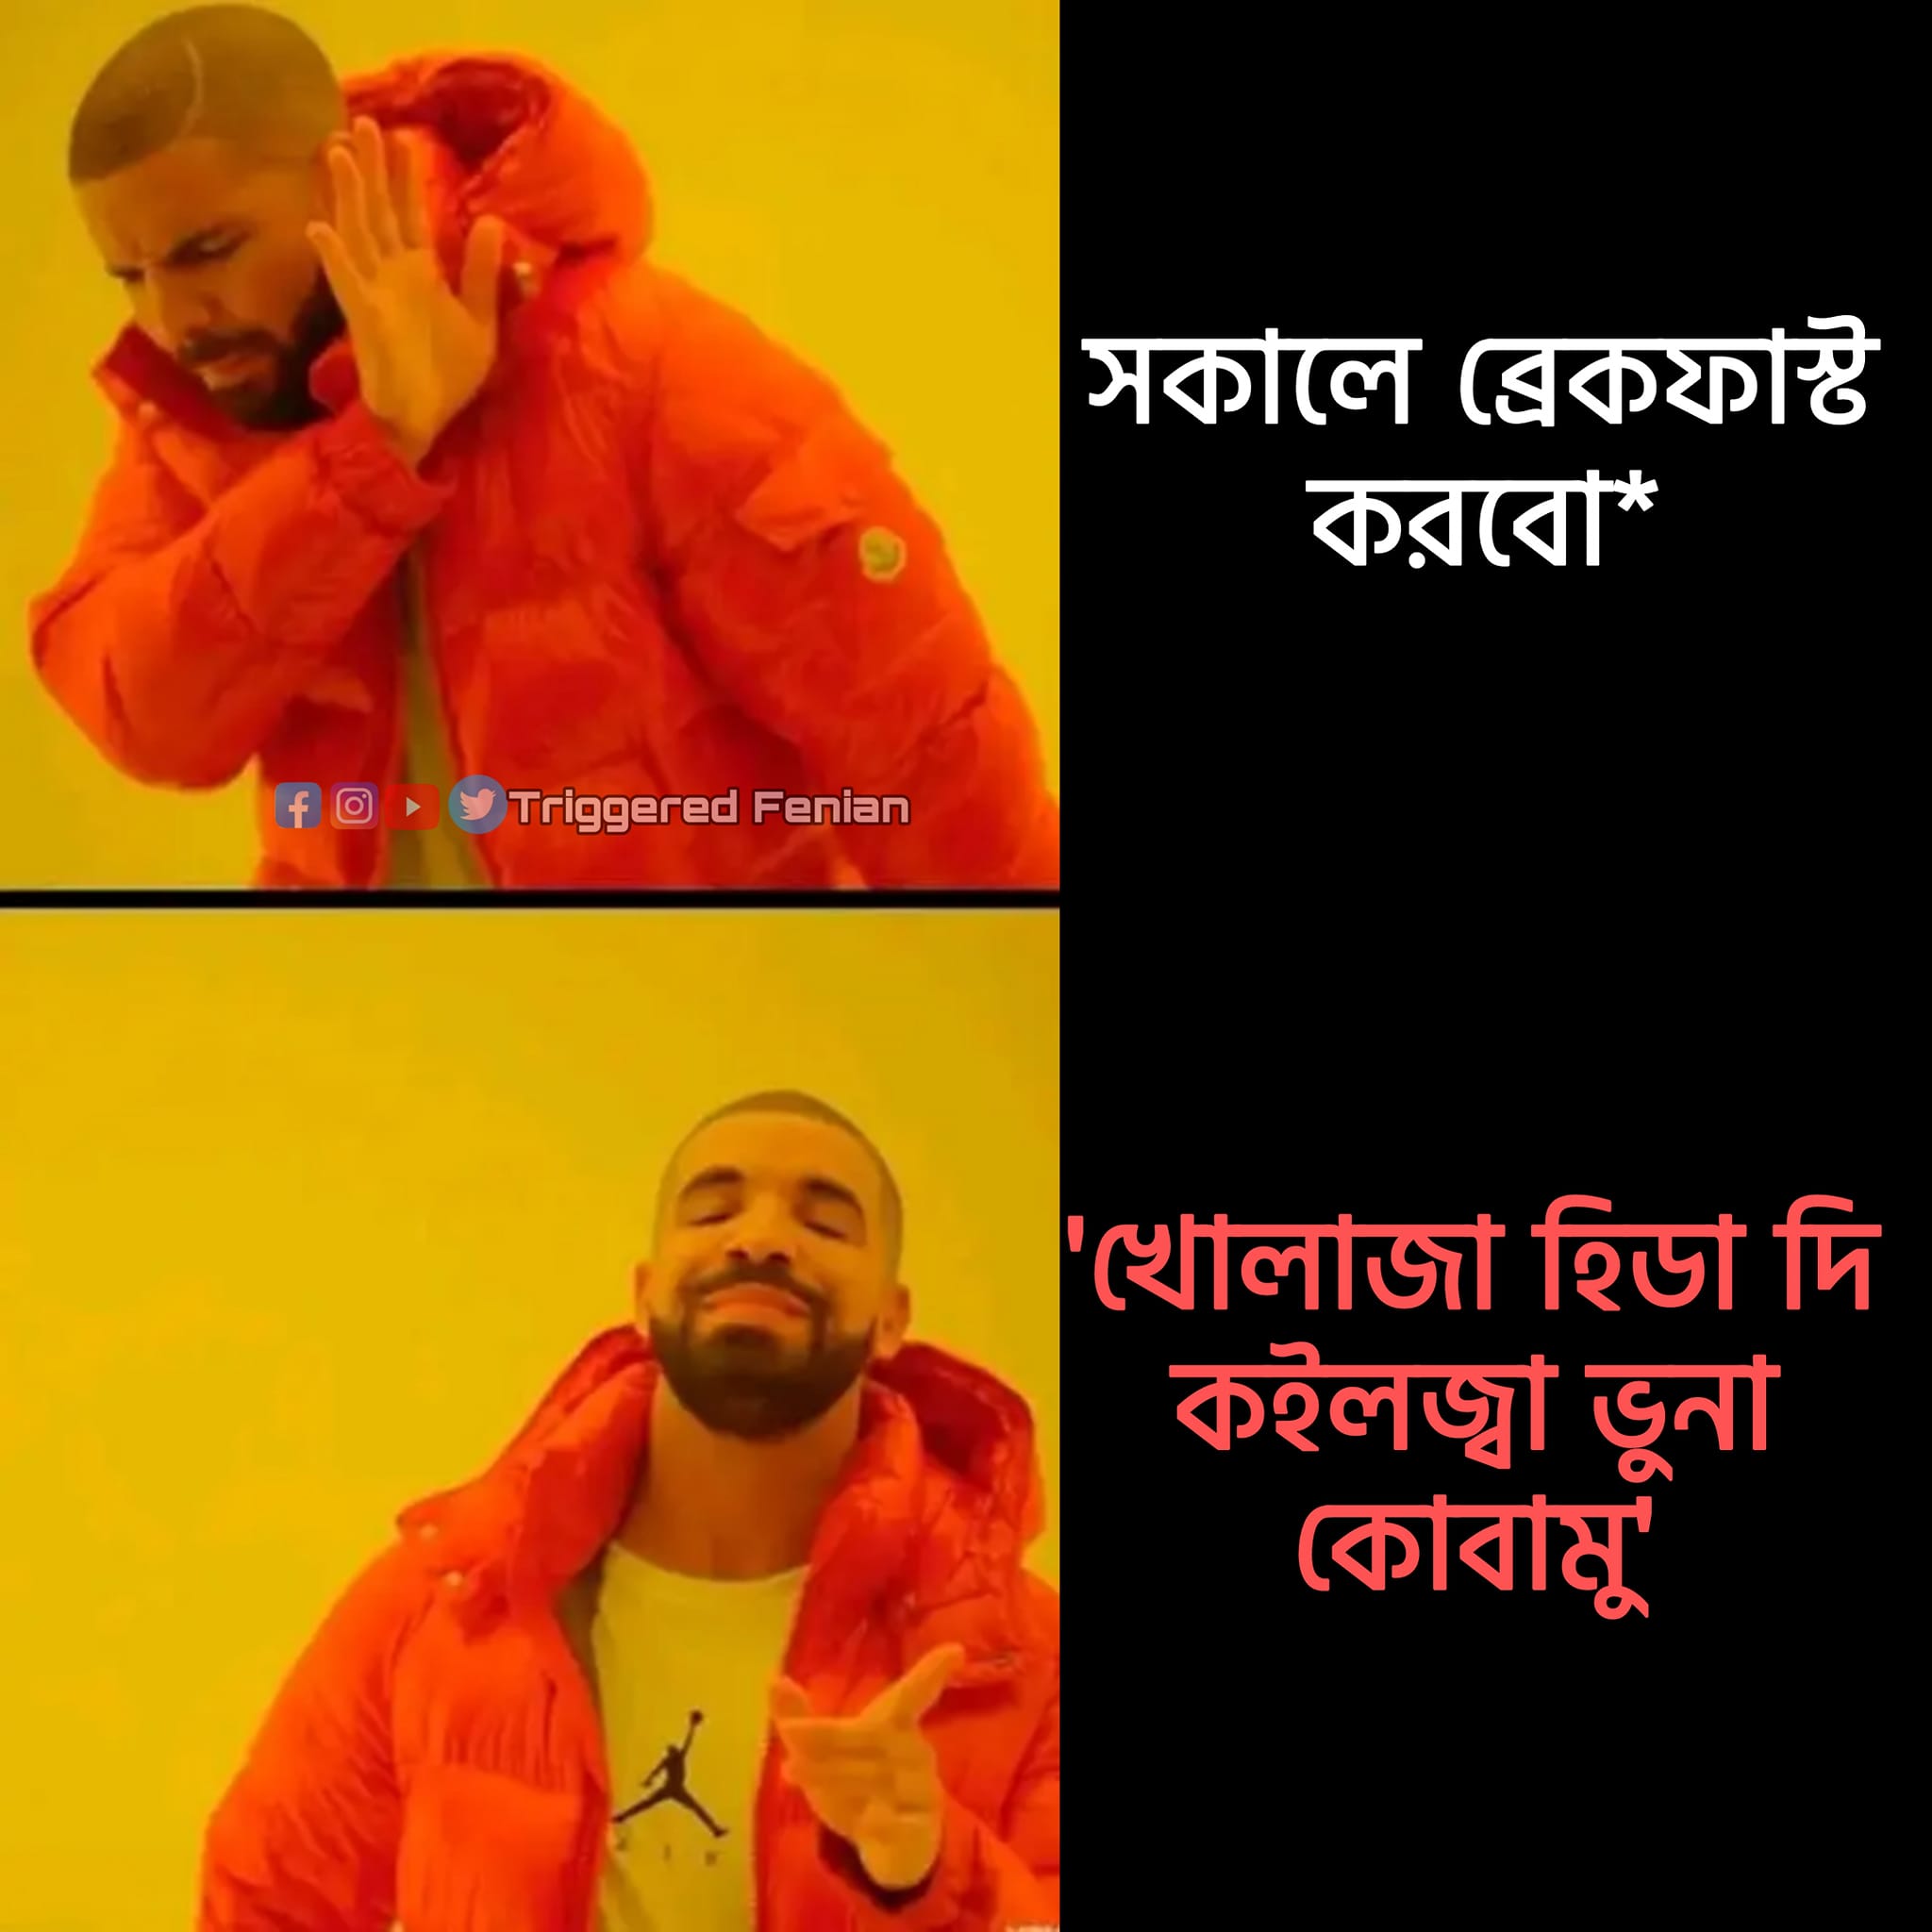 সকালে ব্রেকফাস্ট
করবো*
Triggered Fenian
'খোলাজা হিডা দি
কইলজ্বা ভুনা
কোবামু'